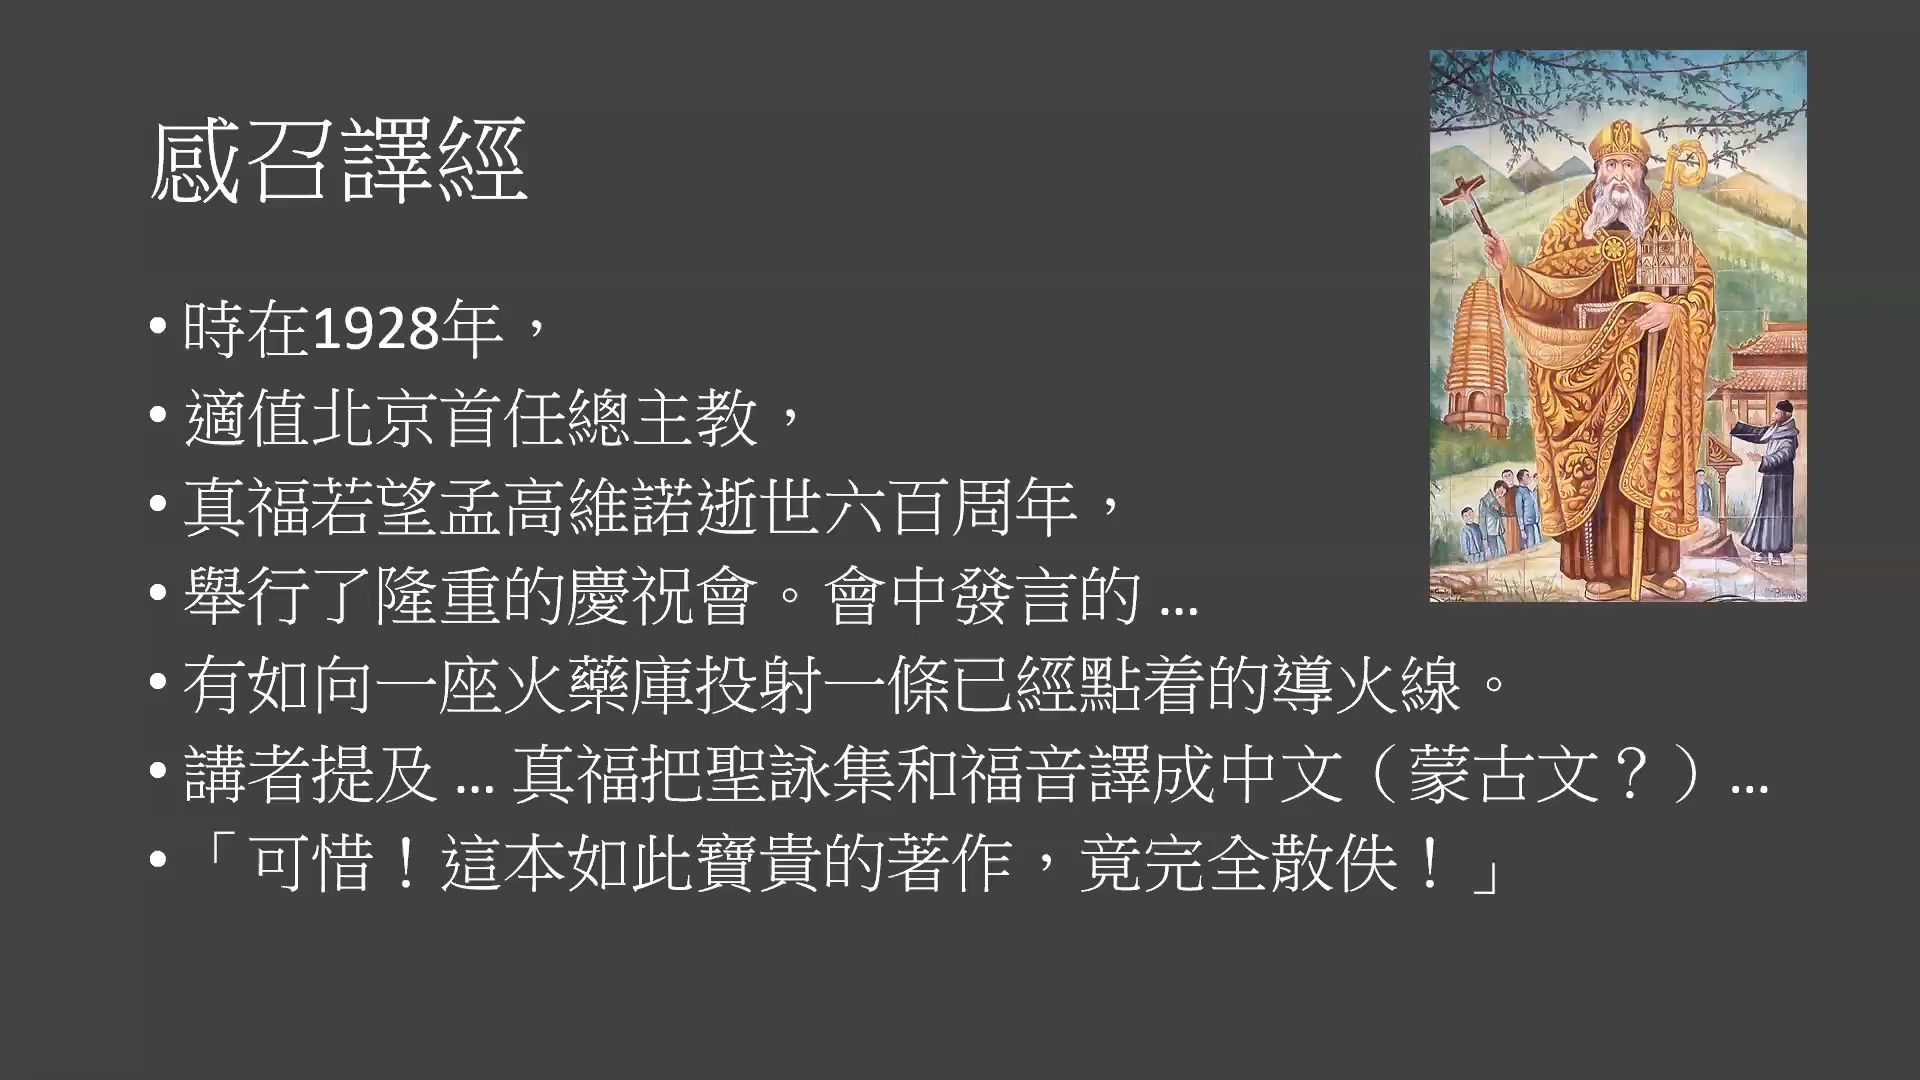 感召譯經
• 時在1928年，
• 適值北京首任總主教，
• 真福若望孟高維諾逝世六百周年，
• 舉行了隆重的慶祝會。會中發言的 ...
• 有如向一座火藥庫投射一條已經點着的導火線。
• 講者提及 ... 真福把聖詠集和福音譯成中文（蒙古文？）...
• 「可惜！這本如此寶貴的著作，竟完全散佚！」